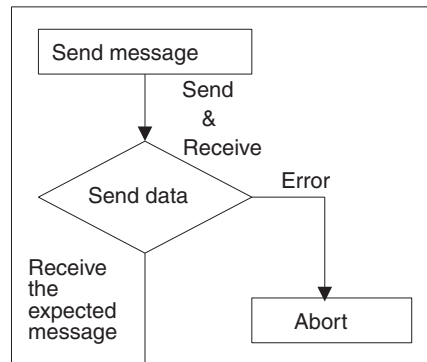 Send message
Send
&
Receive
Send data
Error
Receive
the
expected
message
Abort